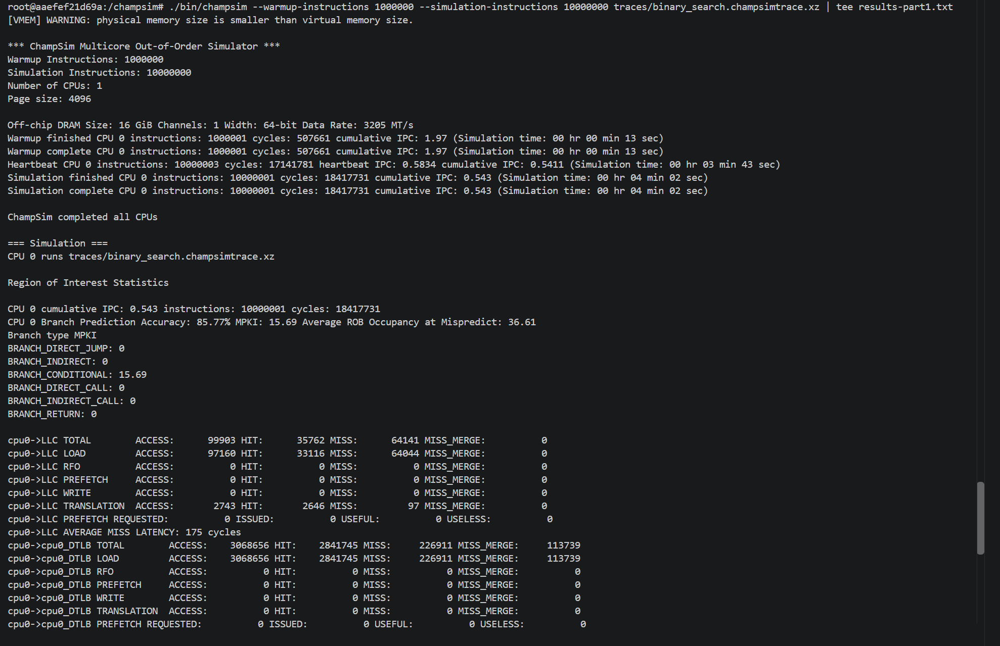 root@aaefef21d69a:/champsim# ./bin/champsim --warmup-instructions 1000000 --simulation-instructions 10000000 traces/binary_search.champsimtrace.xz | tee results-part1.txt
[VMEM] WARNING: physical memory size is smaller than virtual memory size.

*** ChampSim Multicore Out-of-Order Simulator ***
Warmup Instructions: 1000000
Simulation Instructions: 10000000
Number of CPUs: 1
Page size: 4096

Off-chip DRAM Size: 16 GiB Channels: 1 Width: 64-bit Data Rate: 3205 MT/s
Warmup finished CPU 0 instructions: 1000001 cycles: 507661 cumulative IPC: 1.97 (Simulation time: 00 hr 00 min 13 sec)
Warmup complete CPU 0 instructions: 1000001 cycles: 507661 cumulative IPC: 1.97 (Simulation time: 00 hr 00 min 13 sec)
Heartbeat CPU 0 instructions: 10000003 cycles: 17141781 heartbeat IPC: 0.5834 cumulative IPC: 0.5411 (Simulation time: 00 hr 03 min 43 sec)
Simulation finished CPU 0 instructions: 10000001 cycles: 18417731 cumulative IPC: 0.543 (Simulation time: 00 hr 04 min 02 sec)
Simulation complete CPU 0 instructions: 10000001 cycles: 18417731 cumulative IPC: 0.543 (Simulation time: 00 hr 04 min 02 sec)

ChampSim completed all CPUs

=== Simulation ===
CPU 0 runs traces/binary_search.champsimtrace.xz

Region of Interest Statistics

CPU 0 cumulative IPC: 0.543 instructions: 10000001 cycles: 18417731
CPU 0 Branch Prediction Accuracy: 85.77% MPKI: 15.69 Average ROB Occupancy at Mispredict: 36.61
Branch type MPKI
BRANCH_DIRECT_JUMP: 0
BRANCH_INDIRECT: 0
BRANCH_CONDITIONAL: 15.69
BRANCH_DIRECT_CALL: 0
BRANCH_INDIRECT_CALL: 0
BRANCH_RETURN: 0

cpu0->LLC TOTAL        ACCESS:      99903 HIT:      35762 MISS:      64141 MISS_MERGE:          0
cpu0->LLC LOAD         ACCESS:      97160 HIT:      33116 MISS:      64044 MISS_MERGE:          0
cpu0->LLC RFO          ACCESS:          0 HIT:          0 MISS:          0 MISS_MERGE:          0
cpu0->LLC PREFETCH     ACCESS:          0 HIT:          0 MISS:          0 MISS_MERGE:          0
cpu0->LLC WRITE        ACCESS:          0 HIT:          0 MISS:          0 MISS_MERGE:          0
cpu0->LLC TRANSLATION  ACCESS:       2743 HIT:       2646 MISS:         97 MISS_MERGE:          0
cpu0->LLC PREFETCH REQUESTED:          0 ISSUED:          0 USEFUL:          0 USELESS:          0
cpu0->LLC AVERAGE MISS LATENCY: 175 cycles
cpu0->cpu0_DTLB TOTAL        ACCESS:    3068656 HIT:    2841745 MISS:     226911 MISS_MERGE:     113739
cpu0->cpu0_DTLB LOAD         ACCESS:    3068656 HIT:    2841745 MISS:     226911 MISS_MERGE:     113739
cpu0->cpu0_DTLB RFO          ACCESS:          0 HIT:          0 MISS:          0 MISS_MERGE:          0
cpu0->cpu0_DTLB PREFETCH     ACCESS:          0 HIT:          0 MISS:          0 MISS_MERGE:          0
cpu0->cpu0_DTLB WRITE        ACCESS:          0 HIT:          0 MISS:          0 MISS_MERGE:          0
cpu0->cpu0_DTLB TRANSLATION  ACCESS:          0 HIT:          0 MISS:          0 MISS_MERGE:          0
cpu0->cpu0_DTLB PREFETCH REQUESTED:          0 ISSUED:          0 USEFUL:          0 USELESS:          0